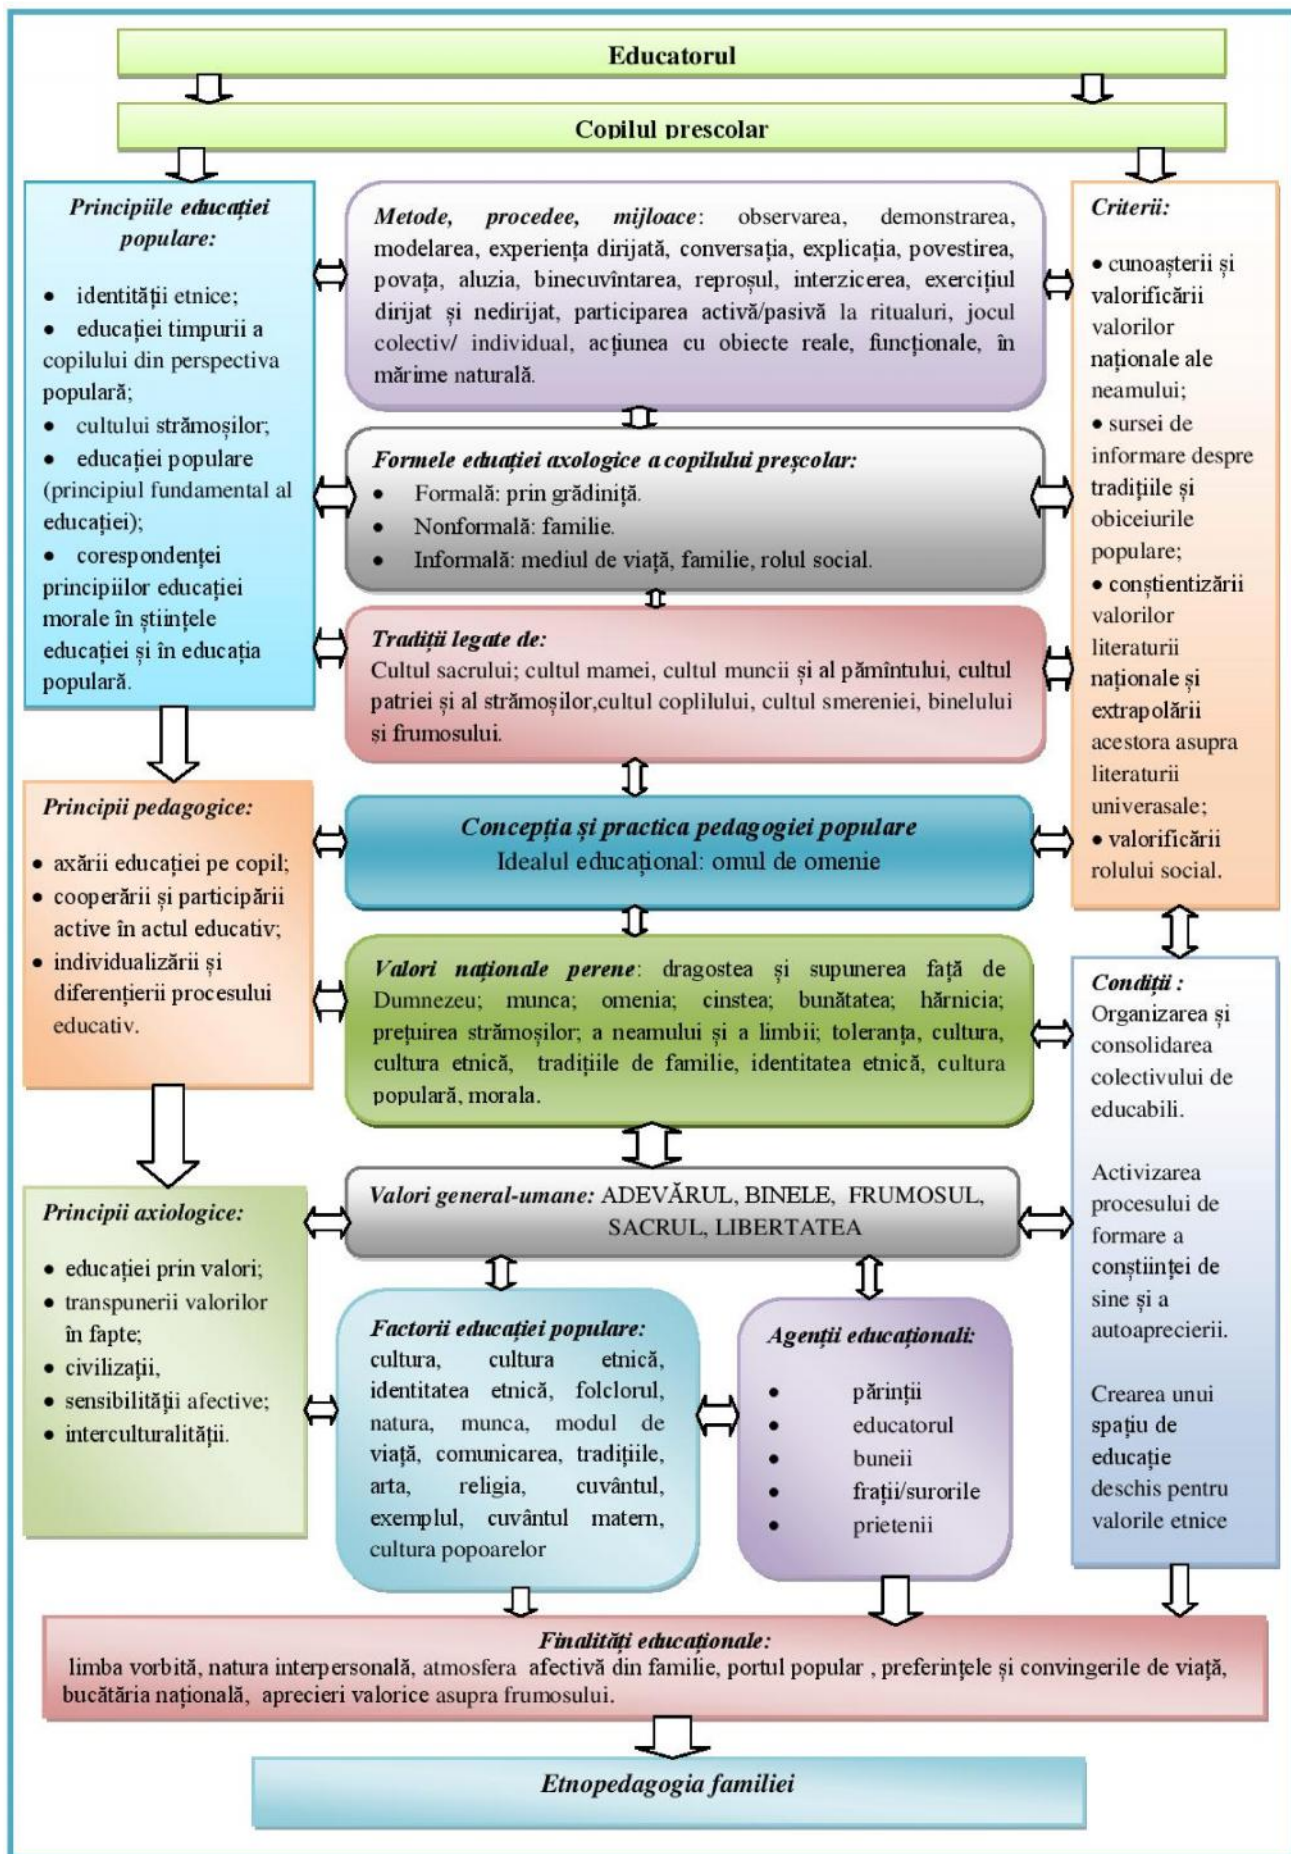 Educatorul
Copilul prescolar
Principiile educației
populare:
• identității etnice;
• educației timpurii a
copilului din perspectiva
populară;
• cultului strămoșilor;
• educației populare
(principiul fundamental al
educației);
• corespondenței
principiilor educației
morale în științele
educației și în educația
populară.
Metode, procedee, mijloace: observarea, demonstrarea,
modelarea, experiența dirijată, conversația, explicația, povestirea,
povața, aluzia, binecuvîntarea, reproșul, interzicerea, exercițiul
dirijat și nedirijat, participarea activă/pasivă la ritualuri, jocul
colectiv/ individual, acțiunea cu obiecte reale, funcționale, în
mărime naturală.
Formele eduației axologice a copilului preșcolar:
• Formală: prin grădiniță.
• Nonformală: familie.
• Informală: mediul de viață, familie, rolul social.
Tradiții legate de:
Cultul sacrului; cultul mamei, cultul muncii și al pămîntului, cultul
patriei și al strămoșilor,cultul coplilului, cultul smereniei, binelului
și frumosului.
Criterii:
• cunoașterii și
valorificării
valorilor
naționale ale
neamului;
• sursei de
informare despre
tradițiile și
obiceiurile
populare;
• conștientizării
valorilor
literaturii
naționale și
extrapolării
acestora asupra
literaturii
univerasale;
• valorificării
rolului social.
Principii pedagogice:
• axării educației pe copil;
• cooperării și participării
active în actul educativ;
• individualizării și
diferențierii procesului
educativ.
Concepția și practica pedagogiei populare
Idealul educațional: omul de omenie
Valori naționale perene: dragostea și supunerea față de
Dumnezeu; munca; omenia; cinstea; bunătatea; hărnicia;
prețuirea strămoșilor; a neamului și a limbii; toleranța, cultura,
cultura etnică, tradițiile de familie, identitatea etnică, cultura
populară, morala.
Condiții :
Organizarea și
consolidarea
colectivului de
educabili.
Activizarea
procesului de
formare a
conștiinței de
sine și a
autoaprecierii.
Crearea unui
spațiu de
educație
deschis pentru
valorile etnice
Principii axiologice:
• educației prin valori;
• transpunerii valorilor
în fapte;
• civilizații,
• sensibilității afective;
• interculturalității.
Valori general-umane: ADEVĂRUL, BINELE, FRUMOSUL,
SACRUL, LIBERTATEA
Factorii educației populare:
cultura, cultura etnică,
identitatea etnică, folclorul,
natura, munca, modul de
viață, comunicarea, tradițiile,
arta, religia, cuvântul,
exemplul, cuvântul matern,
cultura popoarelor
Agenții educaționali:
• părinții
• educatorul
• buneii
• frații/surorile
• prietenii
Finalități educaționale:
limba vorbită, natura interpersonală, atmosfera afectivă din familie, portul popular , preferințele și convingerile de viață,
bucătăria națională, aprecieri valorice asupra frumosului.
Etnopedagogia familiei